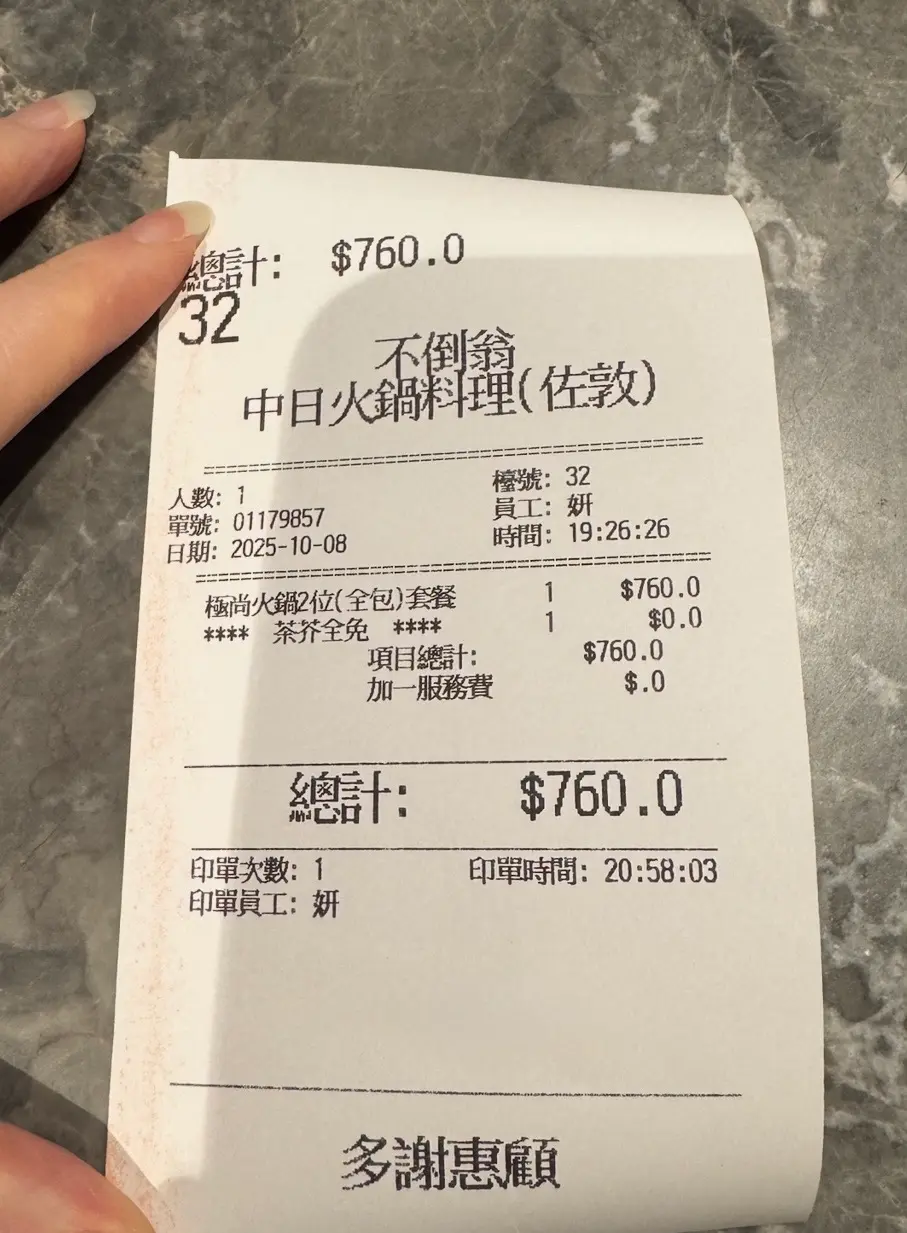 總計: $760.0
32
不倒翁
中日火鍋料理(佐敦)
人數: 1 檯號: 32
單號: 01179857 員工: 妍
日期: 2025-10-08 時間: 19:26:26
極尚火鍋2位(全包)套餐 1 $760.0
**** 茶芥全免 **** 1 $0.0
項目總計: $760.0
加一服務費 $.0
總計: $760.0
印單次數: 1 印單時間: 20:58:03
印單員工: 妍
多謝惠顧